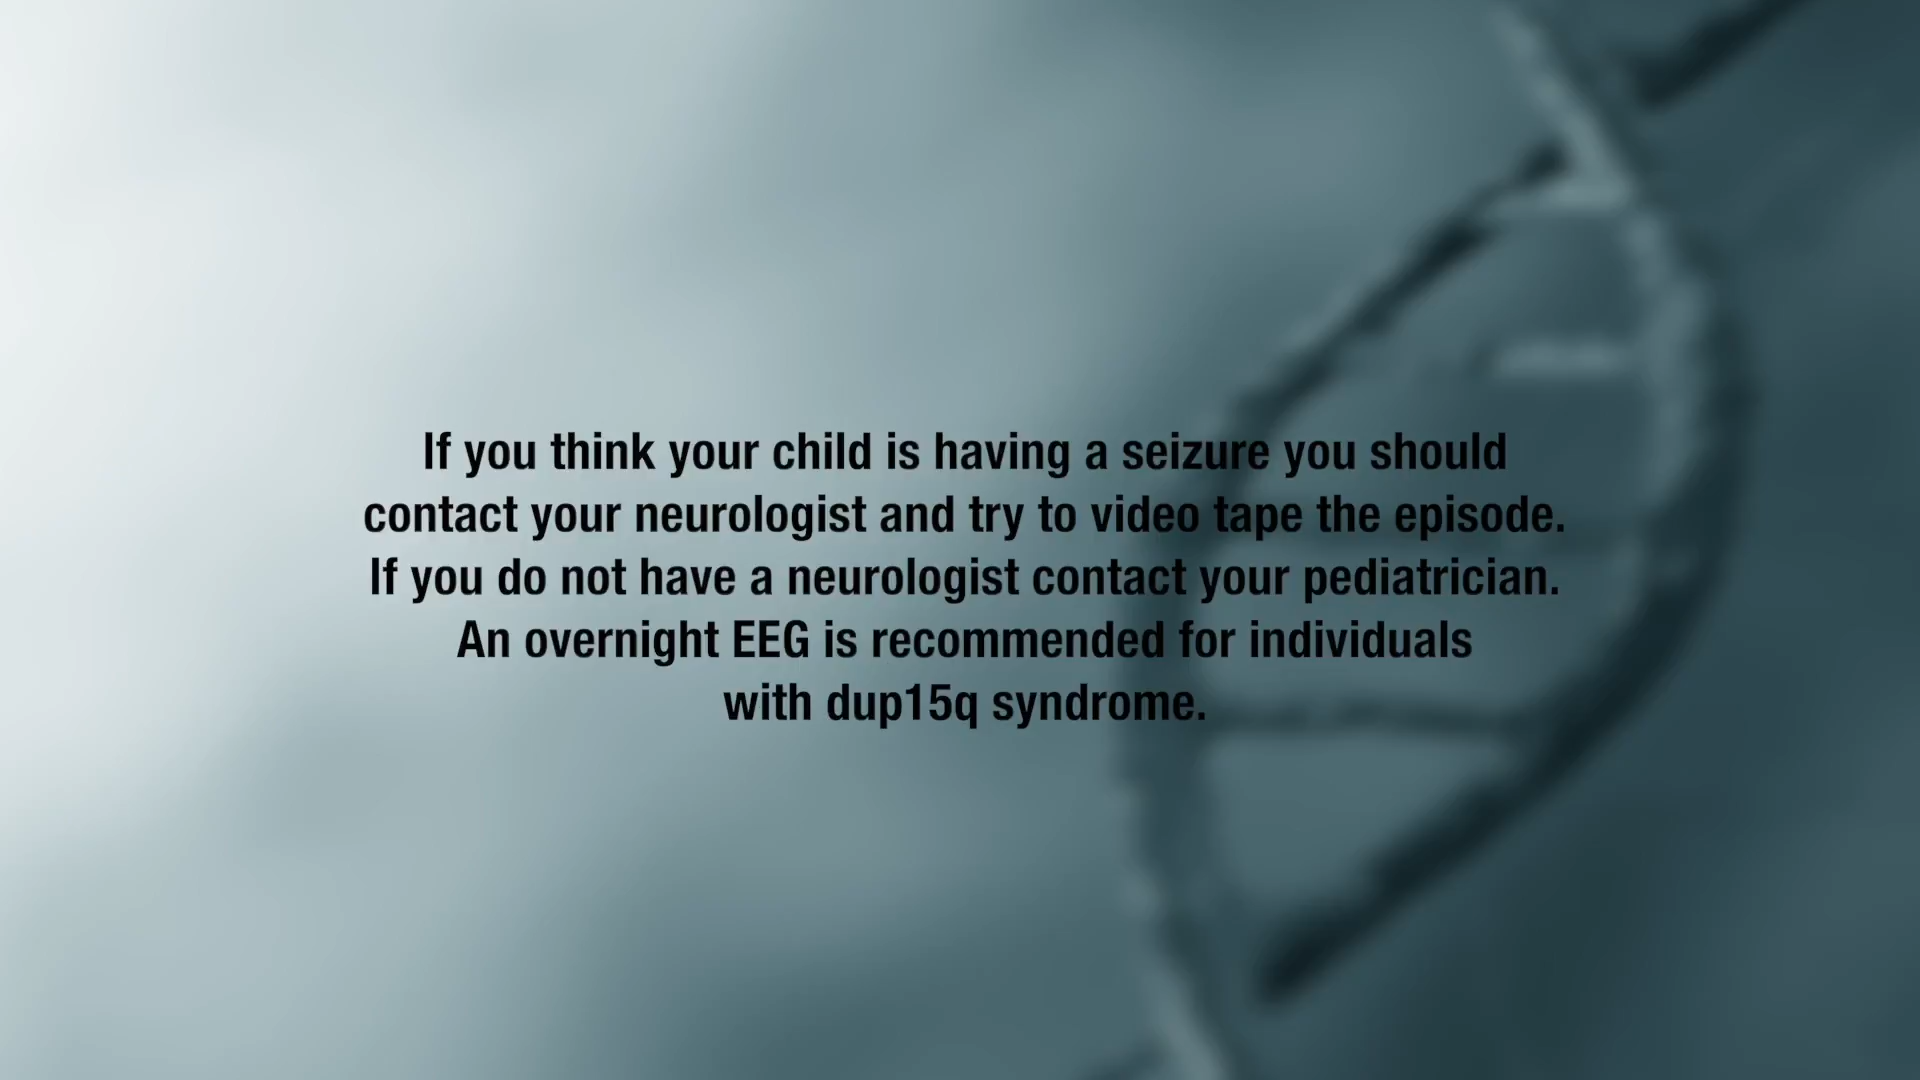 If you think your child is having a seizure you should
contact your neurologist and try to video tape the episode.
If you do not have a neurologist contact your pediatrician.
An overnight EEG is recommended for individuals
with dup15q syndrome.